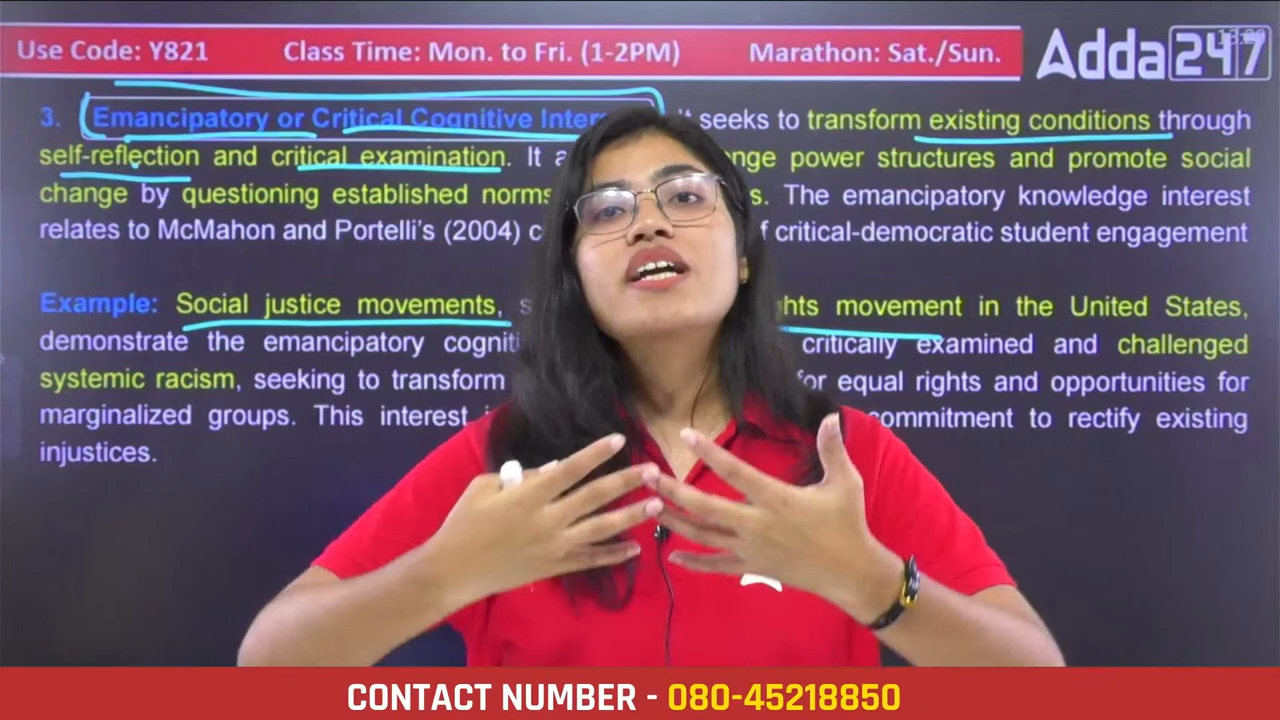 Use Code: Y821 Class Time: Mon. to Fri. (1-2PM) Marathon: Sat./Sun.
Adda247
3. Emancipatory or Critical Cognitive seeks to transform existing conditions through
self-reflection and critical examination. It power structures and promote social
change by questioning established norms The emancipatory knowledge interest
relates to McMahon and Portelli's (2004) of critical-democratic student engagement
Example: Social justice movements, movement in the United States,
demonstrate the emancipatory critically examined and challenged
systemic racism, seeking to transform for equal rights and opportunities for
marginalized groups. This interest commitment to rectify existing
injustices.
CONTACT NUMBER - 080-45218850